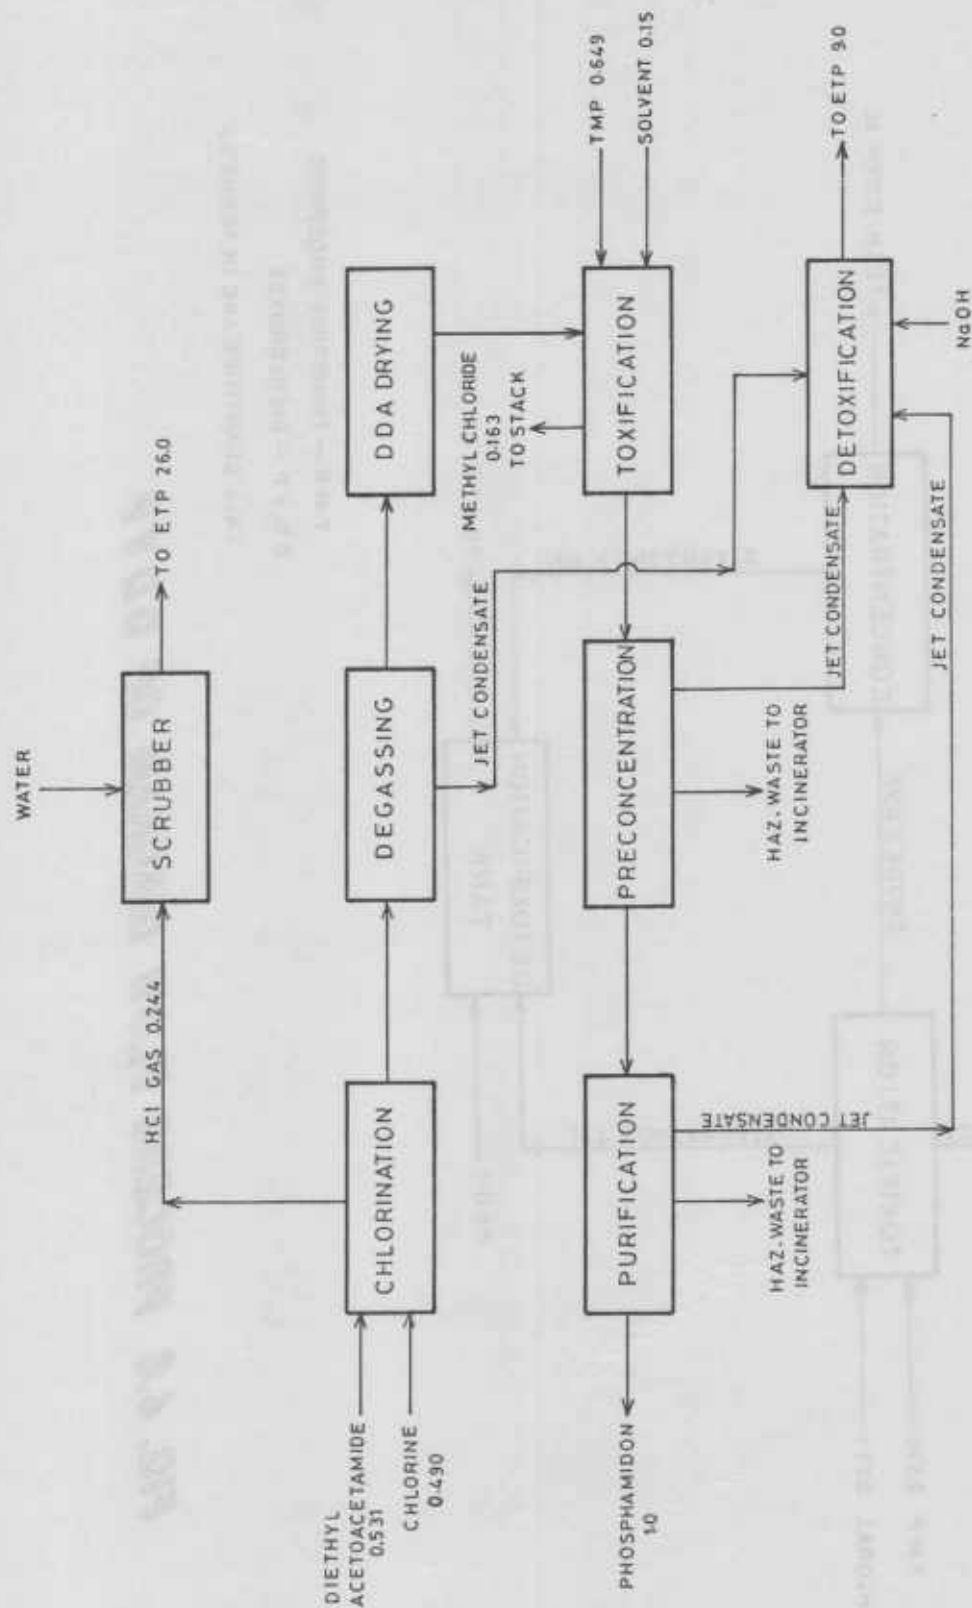 WATER
HCl GAS 0.244
SCRUBBER
TO ETP 26.0
DIETHYL
ACETOACETAMIDE
0.531
CHLORINE
0.490
CHLORINATION
DEGASSING
DDA DRYING
JET CONDENSATE
METHYL CHLORIDE
0.163
TO STACK
TMP 0.649
SOLVENT 0.15
TOXIFICATION
PRECONCENTRATION
PURIFICATION
PHOSPHAMIDON
1.0
HAZ. WASTE TO
INCINERATOR
HAZ. WASTE TO
INCINERATOR
JET CONDENSATE
JET CONDENSATE
JET CONDENSATE
DETOXIFICATION
TO ETP 9.0
NaOH